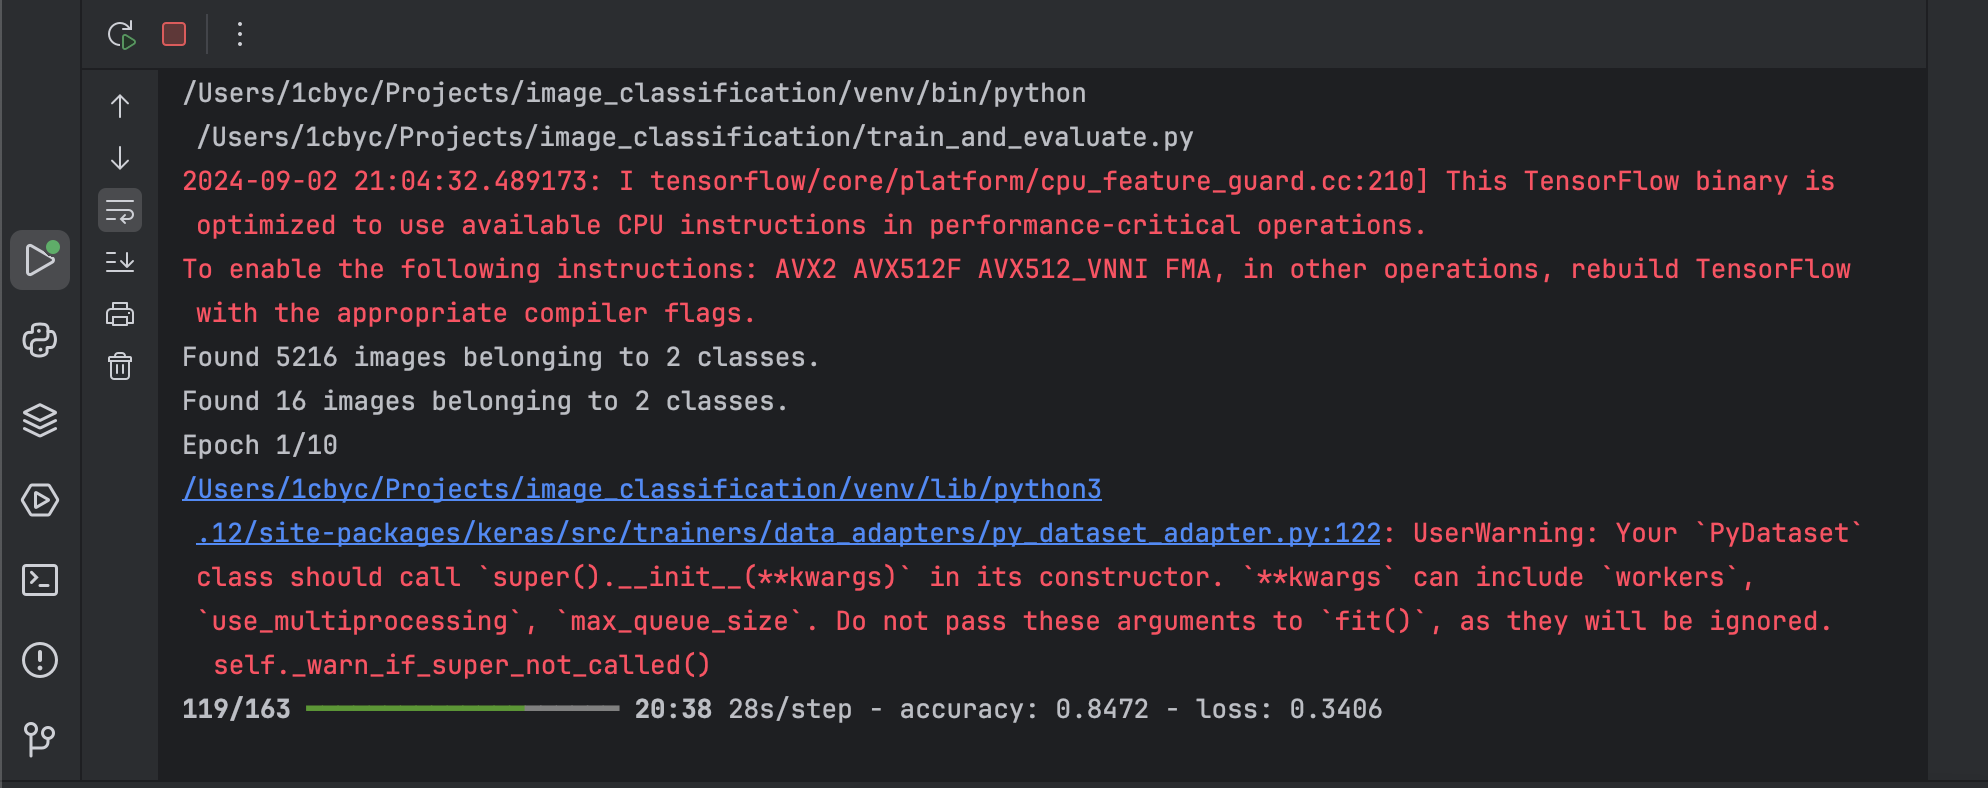 /Users/1cbyc/Projects/image_classification/venv/bin/python
/Users/1cbyc/Projects/image_classification/train_and_evaluate.py
2024-09-02 21:04:32.489173: I tensorflow/core/platform/cpu_feature_guard.cc:210] This TensorFlow binary is
optimized to use available CPU instructions in performance-critical operations.
To enable the following instructions: AVX2 AVX512F AVX512_VNNI FMA, in other operations, rebuild TensorFlow
with the appropriate compiler flags.
Found 5216 images belonging to 2 classes.
Found 16 images belonging to 2 classes.
Epoch 1/10
/Users/1cbyc/Projects/image_classification/venv/lib/python3
.12/site-packages/keras/src/trainers/data_adapters/py_dataset_adapter.py:122: UserWarning: Your `PyDataset`
class should call `super().__init__(**kwargs)` in its constructor. `**kwargs` can include `workers`,
`use_multiprocessing`, `max_queue_size`. Do not pass these arguments to `fit()`, as they will be ignored.
self._warn_if_super_not_called()
119/163 20:38 28s/step - accuracy: 0.8472 - loss: 0.3406